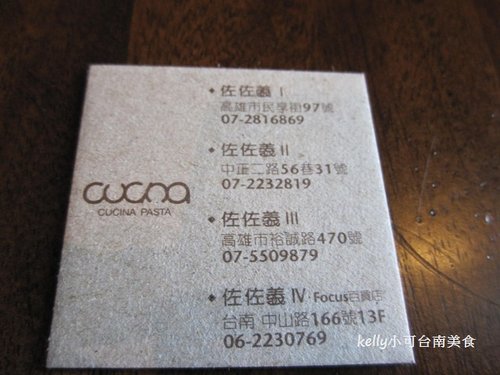 cucina
CUCINA PASTA
◆ 佐佐義 I
高雄市民享街97號
07-2816869
◆ 佐佐義 II
中正二路56巷31號
07-2232819
◆ 佐佐義 III
高雄市裕誠路470號
07-5509879
◆ 佐佐義 IV · Focus百貨店
台南 中山路166號13F
06-2230769
kelly小可台南美食